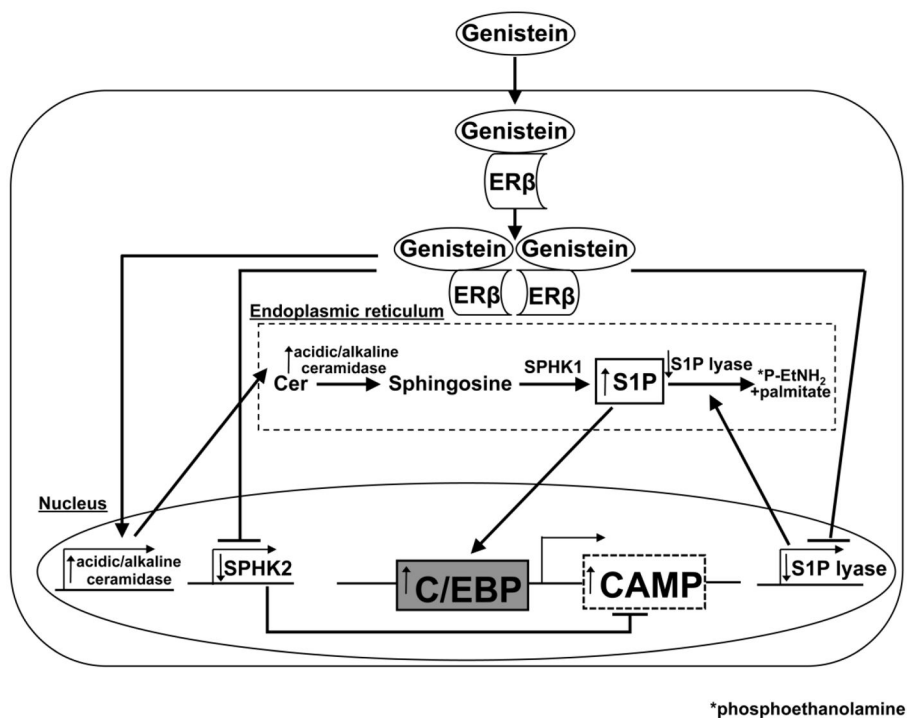 Genistein
Genistein
ERβ
Genistein Genistein
ERβ ERβ
Endoplasmic reticulum
↑acidic/alkaline
ceramidase
Cer
Sphingosine
SPHK1
↑S1P
↓S1P lyase
*P-EtNH₂
+palmitate
Nucleus
↑acidic/alkaline
ceramidase
↓SPHK2
↑C/EBP
↑CAMP
↓S1P lyase
*phosphoethanolamine